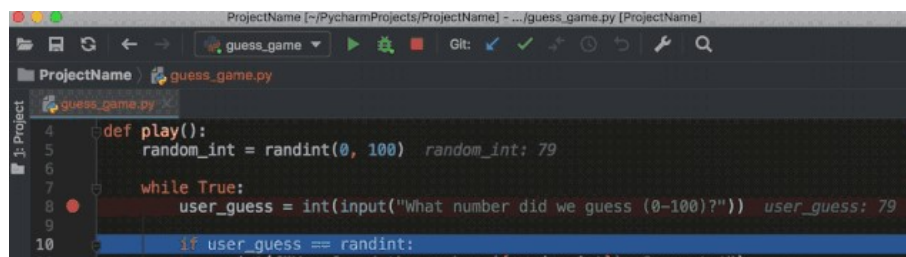 ProjectName [~/PycharmProjects/ProjectName] - .../guess_game.py [ProjectName]
guess_game Git:
ProjectName guess_game.py
1: Project
guess_game.py
4 def play():
5 random_int = randint(0, 100) random_int: 79
6
7 while True:
8 user_guess = int(input("What number did we guess (0-100)?")) user_guess: 79
9
10 if user_guess == randint: